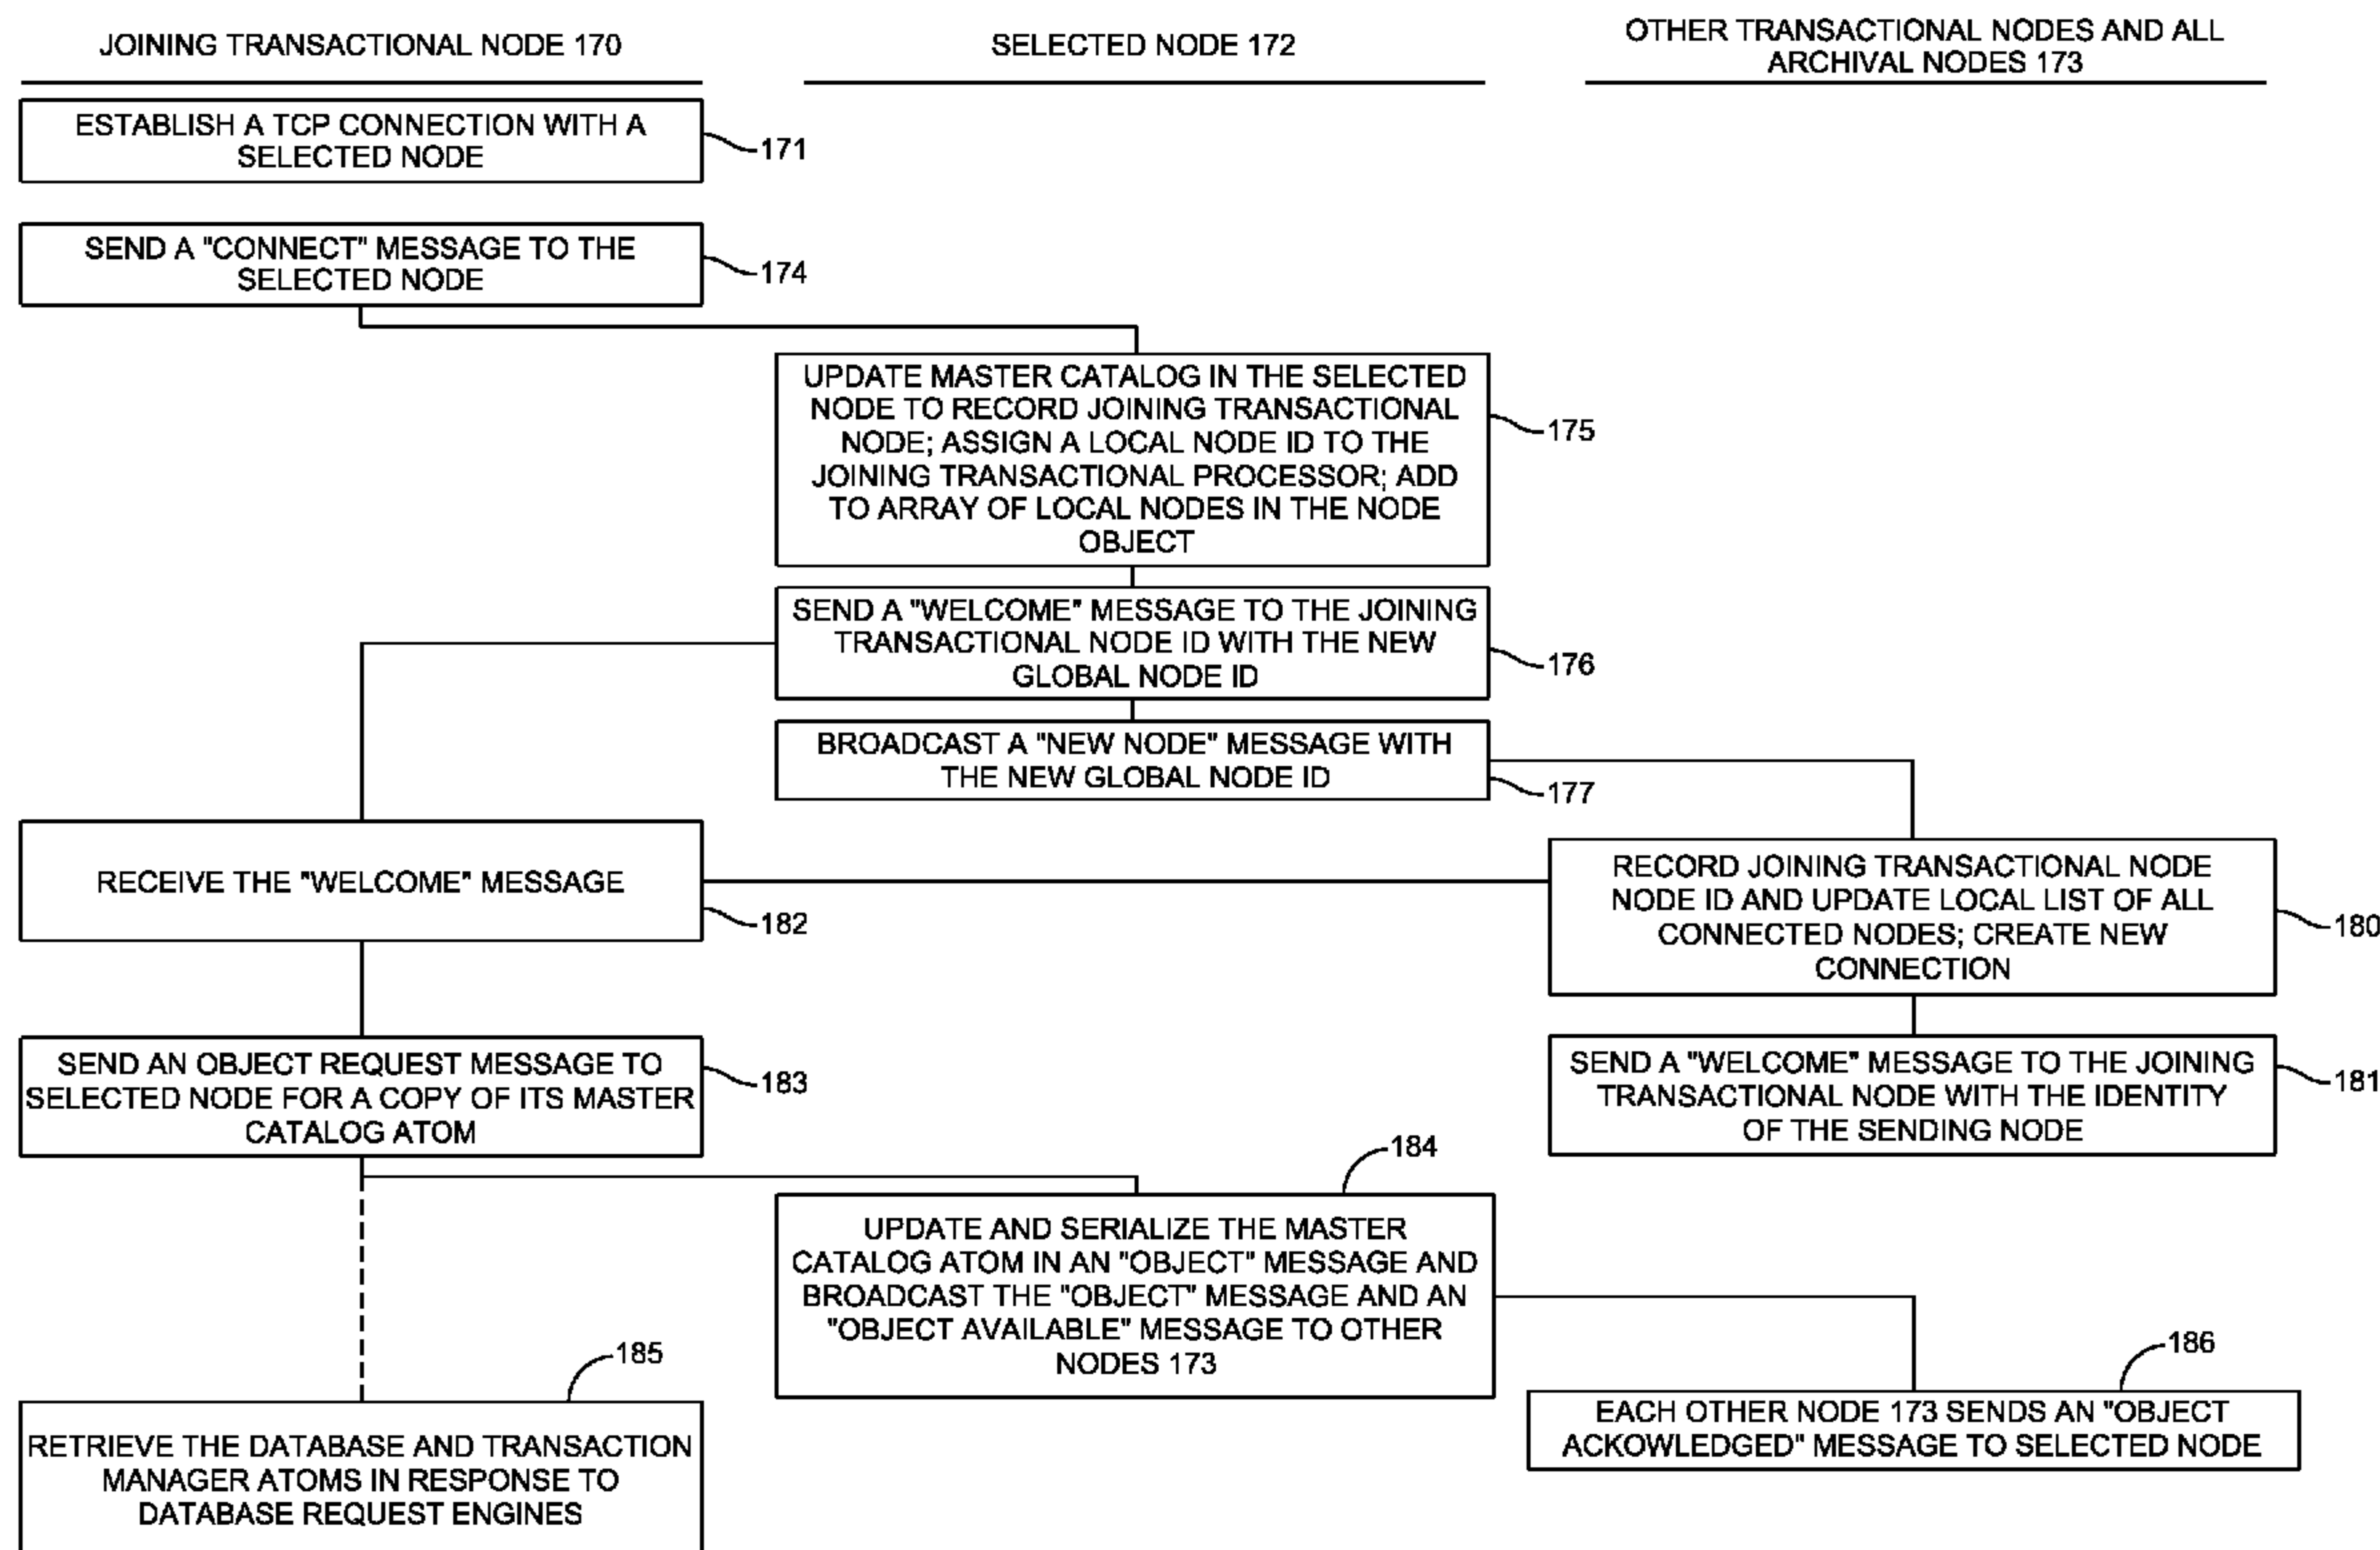 JOINING TRANSACTIONAL NODE 170
SELECTED NODE 172
OTHER TRANSACTIONAL NODES AND ALL
ARCHIVAL NODES 173
ESTABLISH A TCP CONNECTION WITH A
SELECTED NODE
171
SEND A "CONNECT" MESSAGE TO THE
SELECTED NODE
174
UPDATE MASTER CATALOG IN THE SELECTED
NODE TO RECORD JOINING TRANSACTIONAL
NODE; ASSIGN A LOCAL NODE ID TO THE
JOINING TRANSACTIONAL PROCESSOR; ADD
TO ARRAY OF LOCAL NODES IN THE NODE
OBJECT
175
SEND A "WELCOME" MESSAGE TO THE JOINING
TRANSACTIONAL NODE ID WITH THE NEW
GLOBAL NODE ID
176
BROADCAST A "NEW NODE" MESSAGE WITH
THE NEW GLOBAL NODE ID
177
RECEIVE THE "WELCOME" MESSAGE
182
RECORD JOINING TRANSACTIONAL NODE
NODE ID AND UPDATE LOCAL LIST OF ALL
CONNECTED NODES; CREATE NEW
CONNECTION
180
SEND AN OBJECT REQUEST MESSAGE TO
SELECTED NODE FOR A COPY OF ITS MASTER
CATALOG ATOM
183
SEND A "WELCOME" MESSAGE TO THE JOINING
TRANSACTIONAL NODE WITH THE IDENTITY
OF THE SENDING NODE
181
184
UPDATE AND SERIALIZE THE MASTER
CATALOG ATOM IN AN "OBJECT" MESSAGE AND
BROADCAST THE "OBJECT" MESSAGE AND AN
"OBJECT AVAILABLE" MESSAGE TO OTHER
NODES 173
185
RETRIEVE THE DATABASE AND TRANSACTION
MANAGER ATOMS IN RESPONSE TO
DATABASE REQUEST ENGINES
186
EACH OTHER NODE 173 SENDS AN "OBJECT
ACKOWLEDGED" MESSAGE TO SELECTED NODE